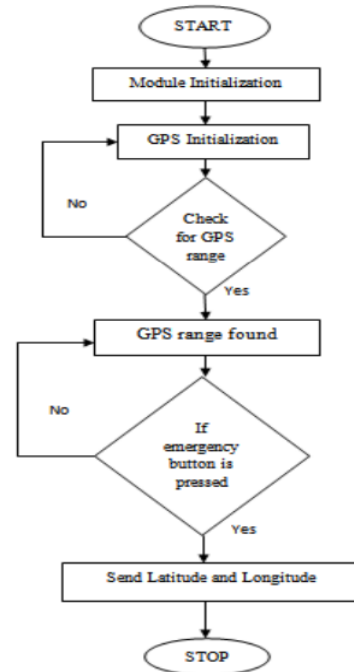 START
Module Initialization
GPS Initialization
No
Check
for GPS
range
Yes
GPS range found
No
If
emergency
button is
pressed
Yes
Send Latitude and Longitude
STOP